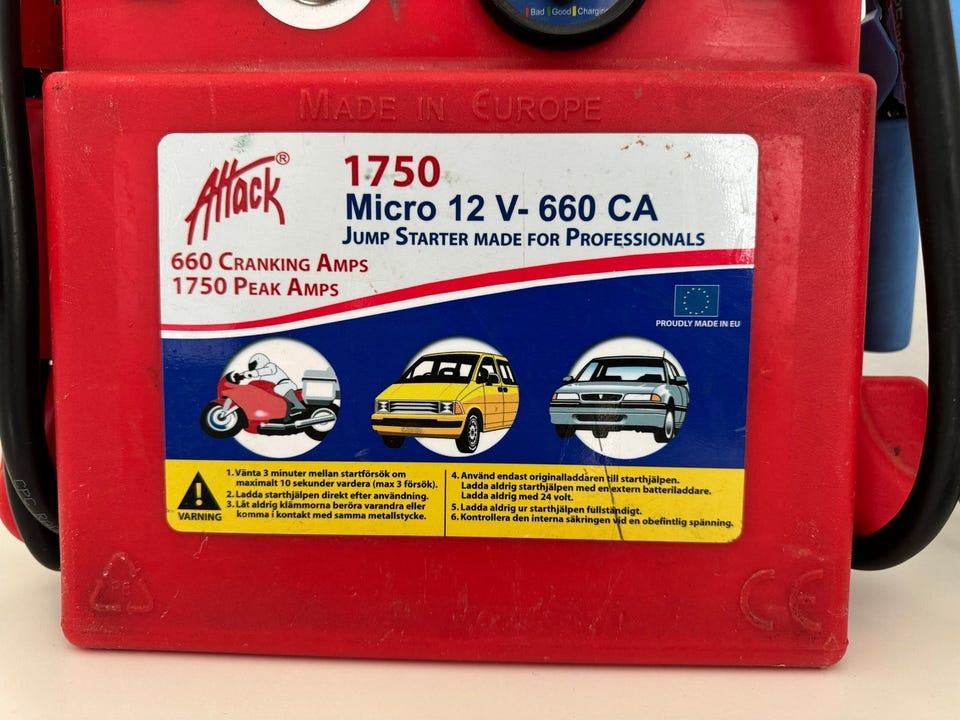 Bad Good Charging
MADE IN EUROPE
Attack®
1750
Micro 12 V- 660 CA
JUMP STARTER MADE FOR PROFESSIONALS
660 CRANKING AMPS
1750 PEAK AMPS
PROUDLY MADE IN EU
WARNING
1. Vänta 3 minuter mellan startförsök om
maximalt 10 sekunder vardera (max 3 försök).
2. Ladda starthjälpen direkt efter användning.
3. Låt aldrig klämmorna beröra varandra eller
komma i kontakt med samma metallstycke.
4. Använd endast originalladdaren till starthjälpen.
Ladda aldrig starthjälpen med en extern batteriladdare.
Ladda aldrig med 24 volt.
5. Ladda aldrig ur starthjälpen fullständigt.
6. Kontrollera den interna säkringen vid en obefintlig spänning.
PE
CE